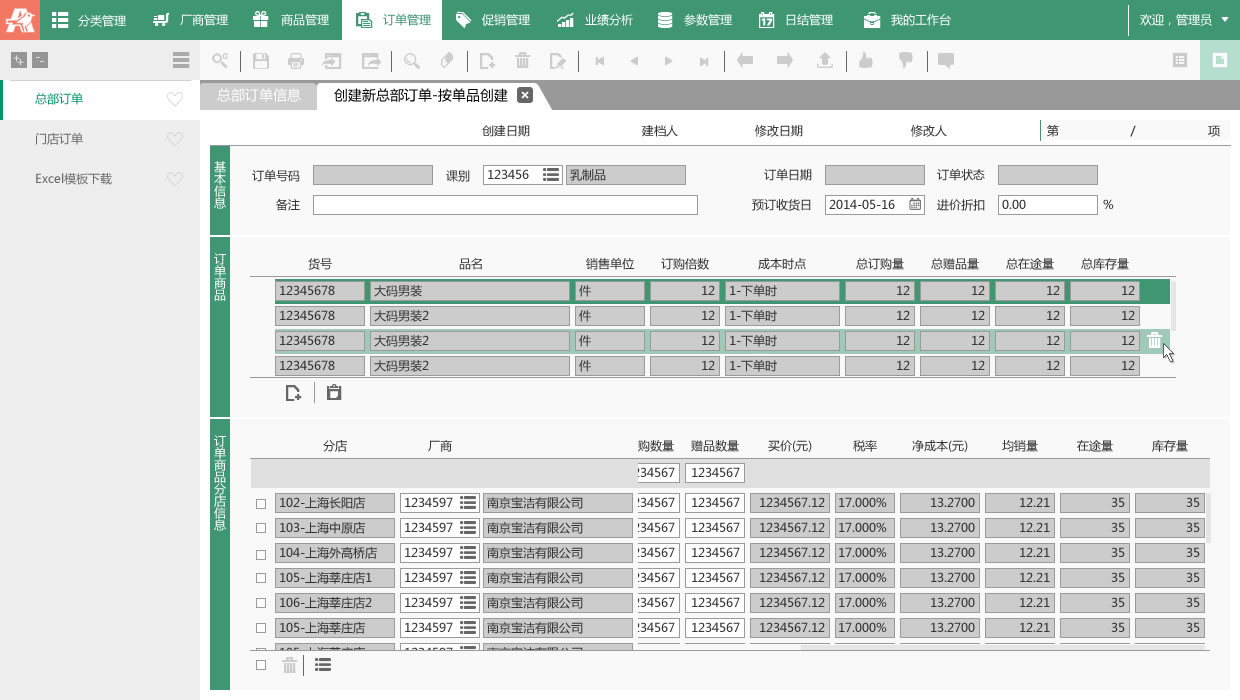 分类管理 厂商管理 商品管理 订单管理 促销管理 业绩分析 参数管理 日结管理 我的工作台 欢迎，管理员
总部订单
门店订单
Excel模板下载
总部订单信息 创建新总部订单-按单品创建
创建日期 建档人 修改日期 修改人 第 / 项
基本信息
订单号码 课别 123456 乳制品 订单日期 订单状态
备注 预订收货日 2014-05-16 进价折扣 0.00 %
订单商品
货号 品名 销售单位 订购倍数 成本时点 总订购量 总赠品量 总在途量 总库存量
12345678 大码男装 件 12 1-下单时 12 12 12 12
12345678 大码男装2 件 12 1-下单时 12 12 12 12
12345678 大码男装2 件 12 1-下单时 12 12 12 12
12345678 大码男装2 件 12 1-下单时 12 12 12 12
订单商品分店信息
分店 厂商 购数量 赠品数量 买价(元) 税率 净成本(元) 均销量 在途量 库存量
234567 1234567
102-上海长阳店 1234597 南京宝洁有限公司 234567 1234567 1234567.12 17.000% 13.2700 12.21 35 35
103-上海中原店 1234597 南京宝洁有限公司 234567 1234567 1234567.12 17.000% 13.2700 12.21 35 35
104-上海外高桥店 1234597 南京宝洁有限公司 234567 1234567 1234567.12 17.000% 13.2700 12.21 35 35
105-上海莘庄店1 1234597 南京宝洁有限公司 234567 1234567 1234567.12 17.000% 13.2700 12.21 35 35
106-上海莘庄店2 1234597 南京宝洁有限公司 234567 1234567 1234567.12 17.000% 13.2700 12.21 35 35
105-上海莘庄店 1234597 南京宝洁有限公司 234567 1234567 1234567.12 17.000% 13.2700 12.21 35 35